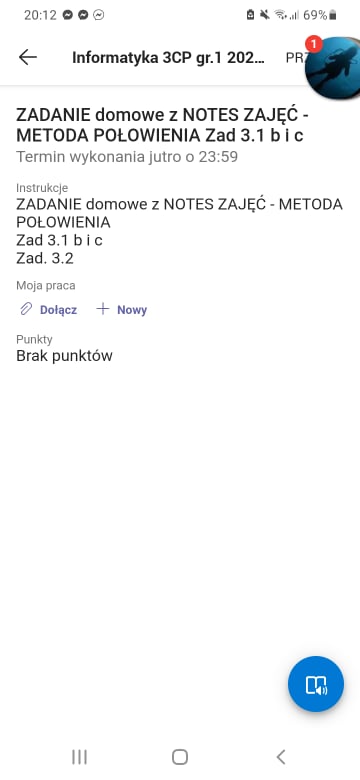 20:12 69%
Informatyka 3CP gr.1 202... PRZ
1
ZADANIE domowe z NOTES ZAJĘĆ -
METODA POŁOWIENIA Zad 3.1 b i c
Termin wykonania jutro o 23:59
Instrukcje
ZADANIE domowe z NOTES ZAJĘĆ - METODA
POŁOWIENIA
Zad 3.1 b i c
Zad. 3.2
Moja praca
Dołącz Nowy
Punkty
Brak punktów